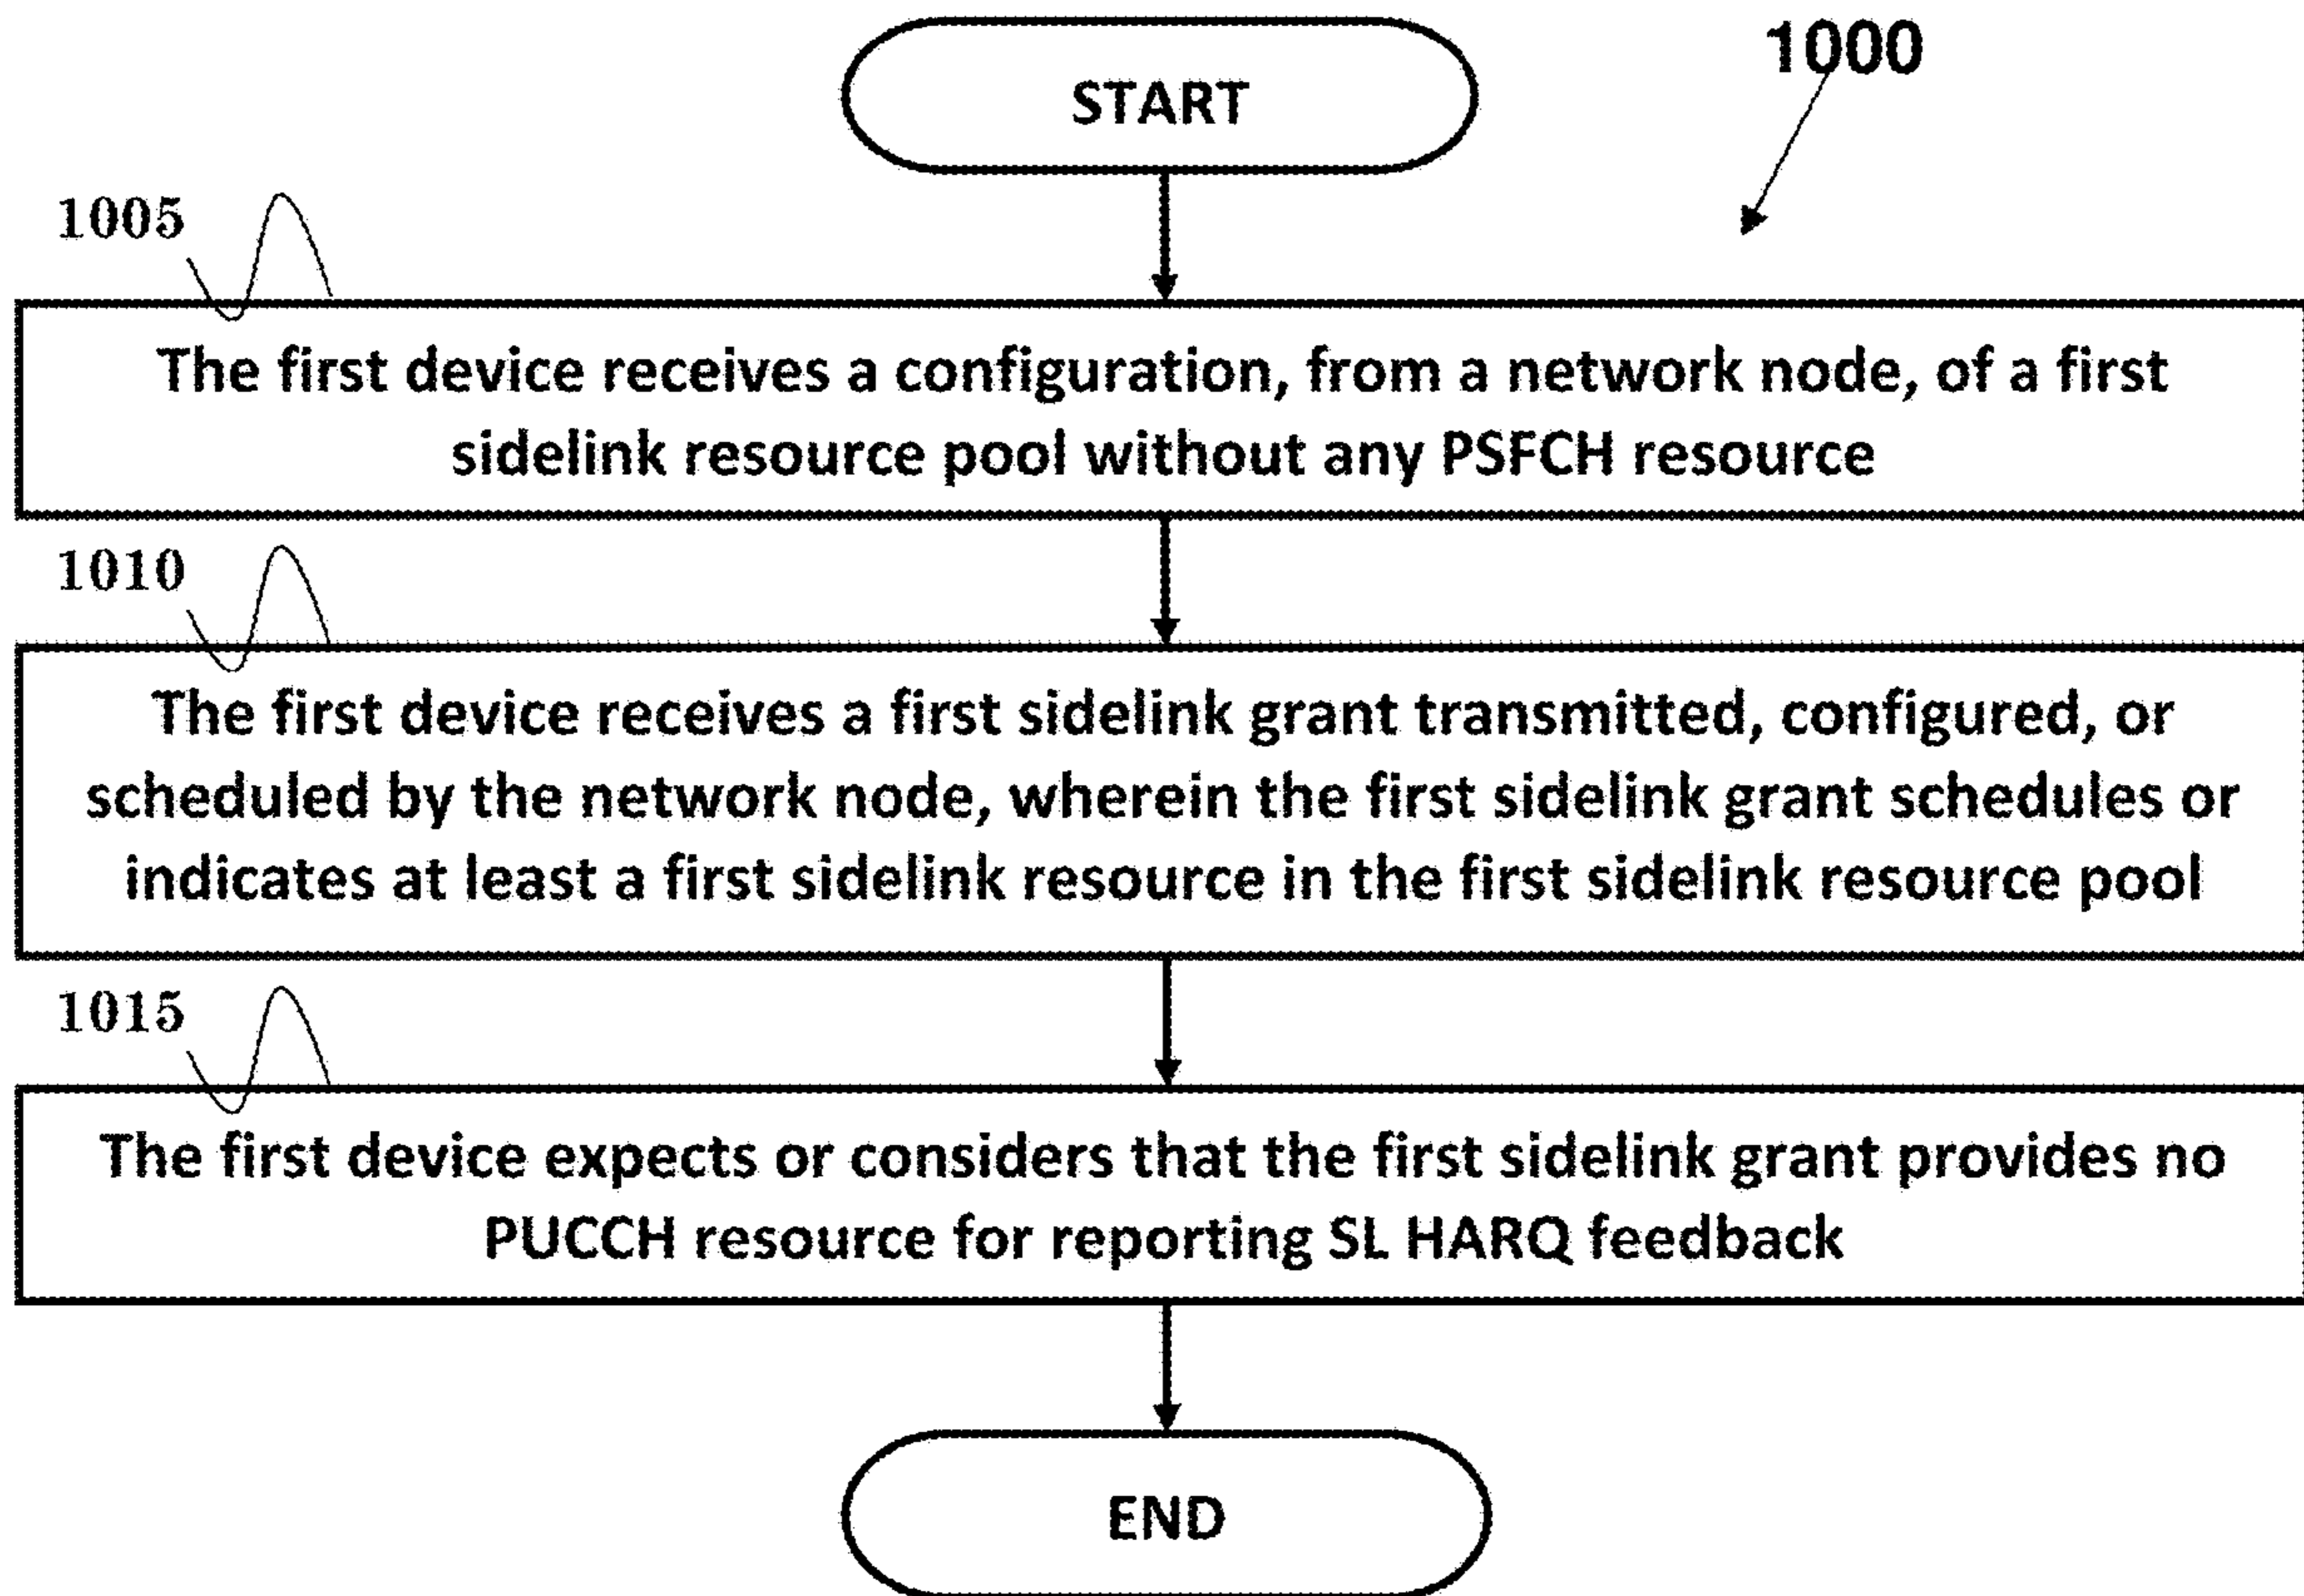 START
1000
1005
The first device receives a configuration, from a network node, of a first
sidelink resource pool without any PSFCH resource
1010
The first device receives a first sidelink grant transmitted, configured, or
scheduled by the network node, wherein the first sidelink grant schedules or
indicates at least a first sidelink resource in the first sidelink resource pool
1015
The first device expects or considers that the first sidelink grant provides no
PUCCH resource for reporting SL HARQ feedback
END